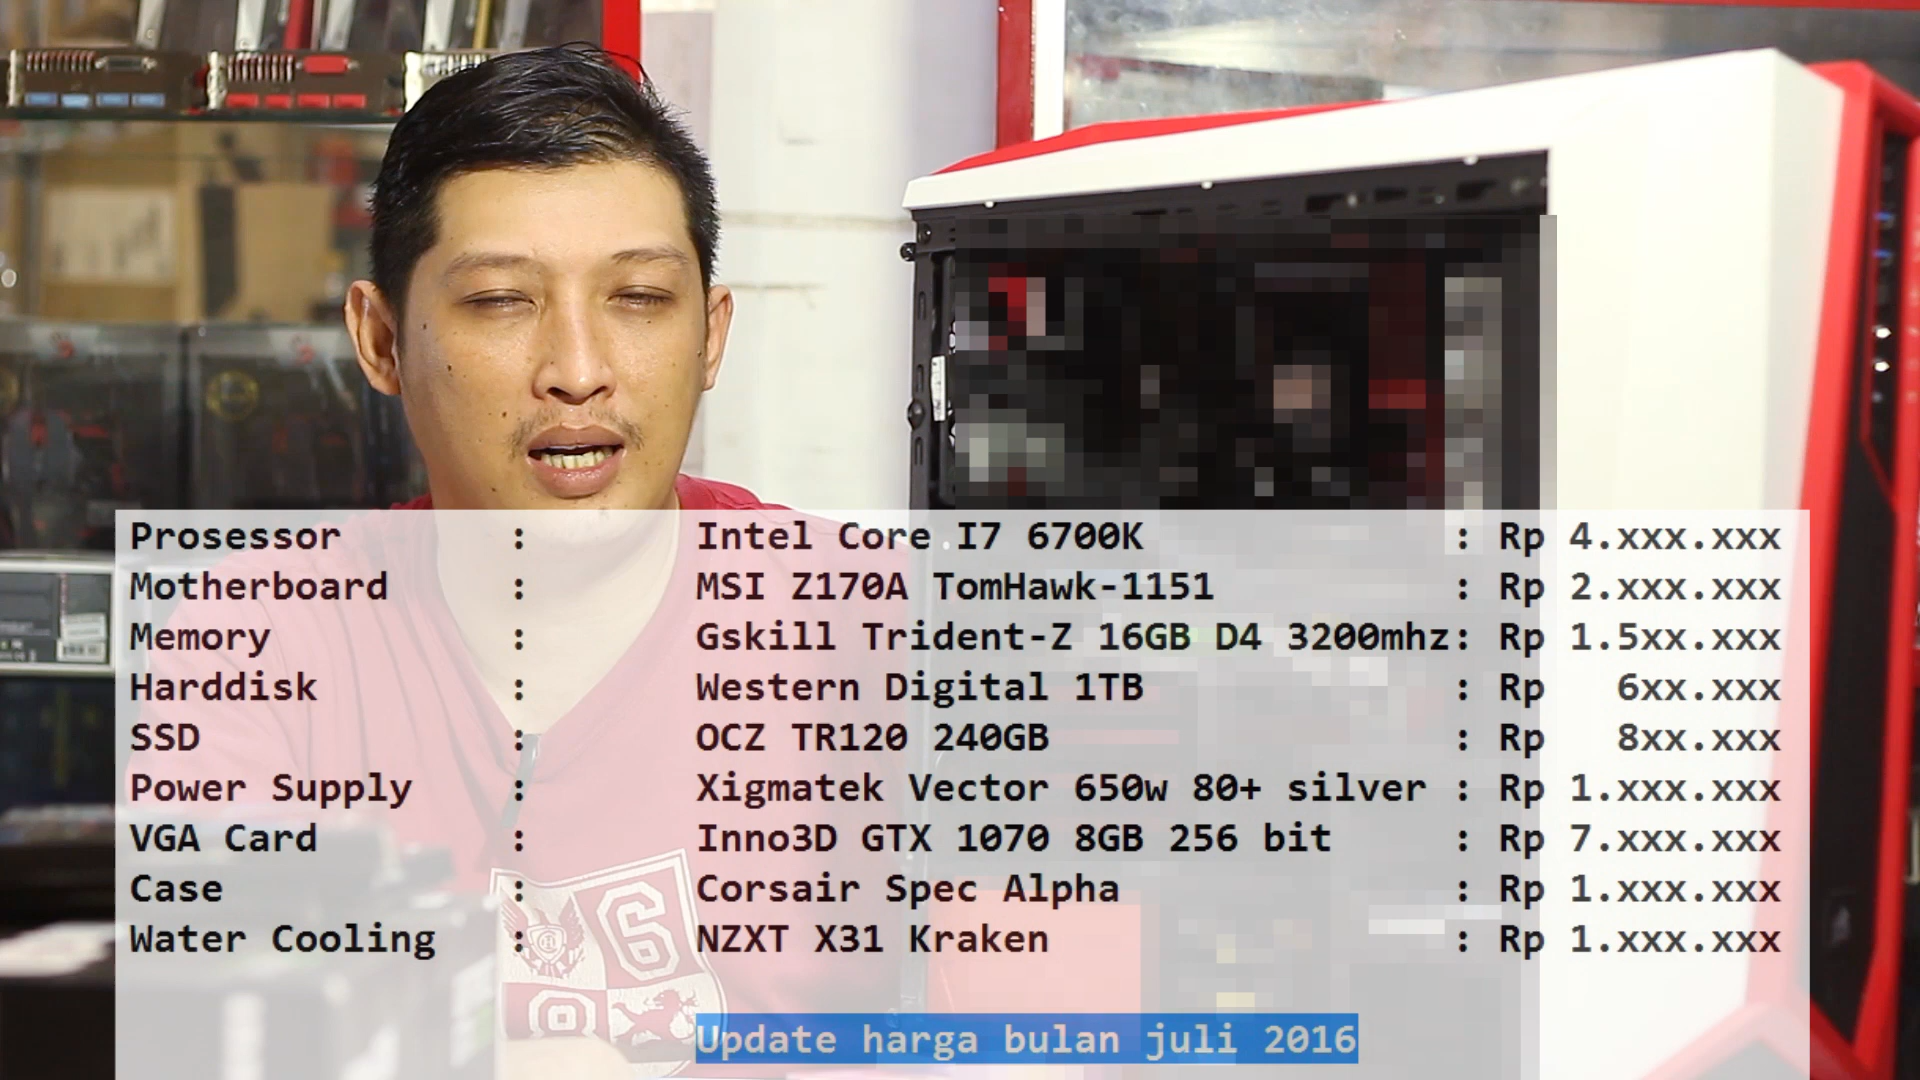 Prosessor : Intel Core I7 6700K : Rp 4.xxx.xxx
Motherboard : MSI Z170A TomHawk-1151 : Rp 2.xxx.xxx
Memory : Gskill Trident-Z 16GB D4 3200mhz: Rp 1.5xx.xxx
Harddisk : Western Digital 1TB : Rp 6xx.xxx
SSD : OCZ TR120 240GB : Rp 8xx.xxx
Power Supply : Xigmatek Vector 650w 80+ silver : Rp 1.xxx.xxx
VGA Card : Inno3D GTX 1070 8GB 256 bit : Rp 7.xxx.xxx
Case : Corsair Spec Alpha : Rp 1.xxx.xxx
Water Cooling : NZXT X31 Kraken : Rp 1.xxx.xxx
6
Update harga bulan juli 2016